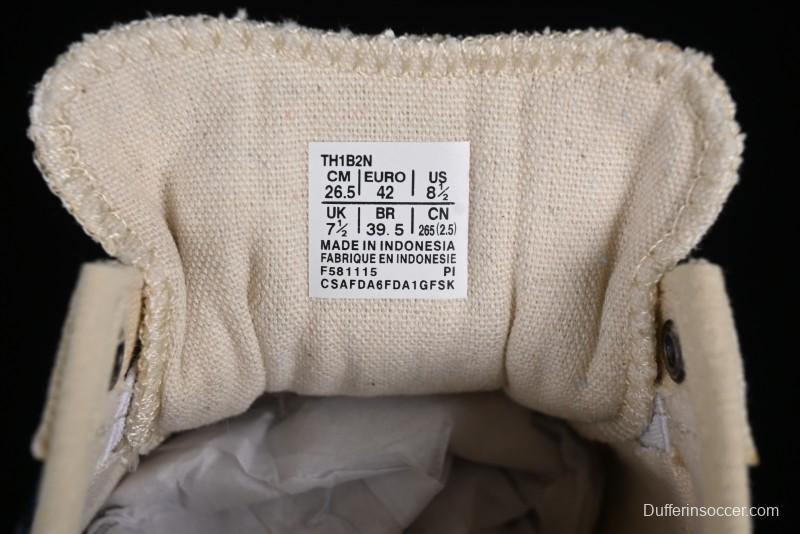 TH1B2N
CM EURO US
26.5 42 8½
UK BR CN
7½ 39.5 265(2.5)
MADE IN INDONESIA
FABRIQUE EN INDONESIE
F581115 PI
CSAFDA6FDA1GFSK
Dufferinsoccer.com